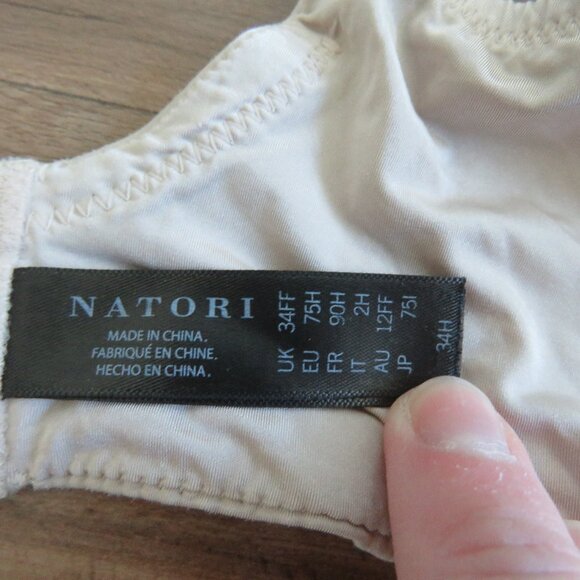 NATORI
MADE IN CHINA.
FABRIQUÉ EN CHINE.
HECHO EN CHINA.
UK 34FF
EU 75H
FR 90H
IT 2H
AU 12FF
JP 75I
34H